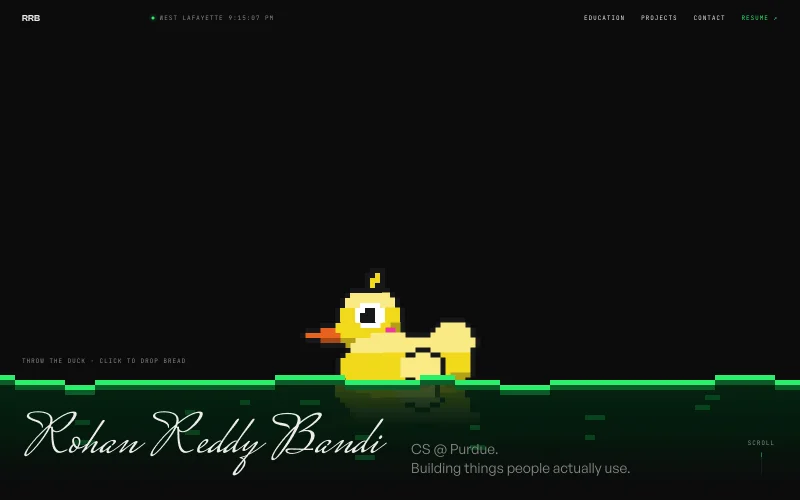 RRB
WEST LAFAYETTE 9:15:07 PM
EDUCATION PROJECTS CONTACT RESUME ↗
THROW THE DUCK · CLICK TO DROP BREAD
Rohan Reddy Bandi
CS @ Purdue.
Building things people actually use.
SCROLL